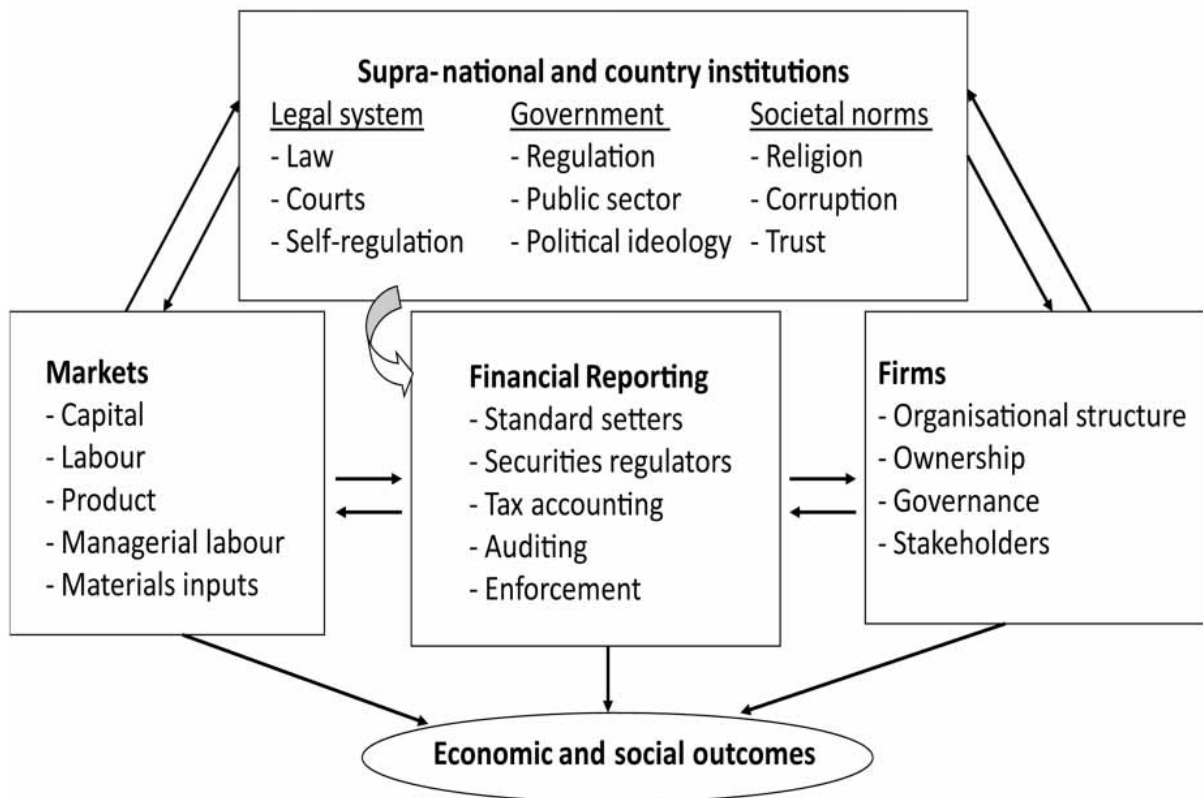 Supra-national and country institutions
Legal system
- Law
- Courts
- Self-regulation
Government
- Regulation
- Public sector
- Political ideology
Societal norms
- Religion
- Corruption
- Trust
Markets
- Capital
- Labour
- Product
- Managerial labour
- Materials inputs
Financial Reporting
- Standard setters
- Securities regulators
- Tax accounting
- Auditing
- Enforcement
Firms
- Organisational structure
- Ownership
- Governance
- Stakeholders
Economic and social outcomes